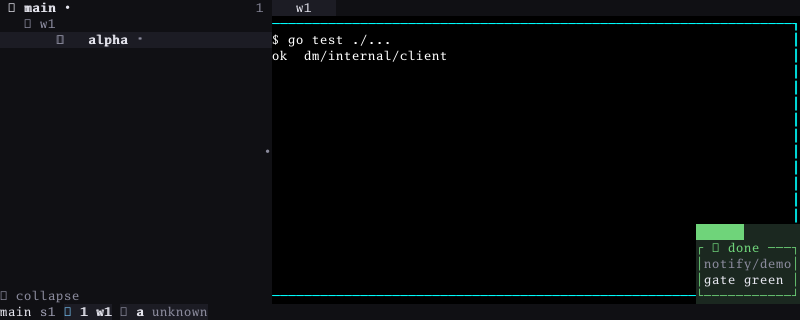 main • 1
w1
w1
alpha •
$ go test ./...
ok dm/internal/client
done
notify/demo
gate green
collapse
main s1 1 w1 a unknown